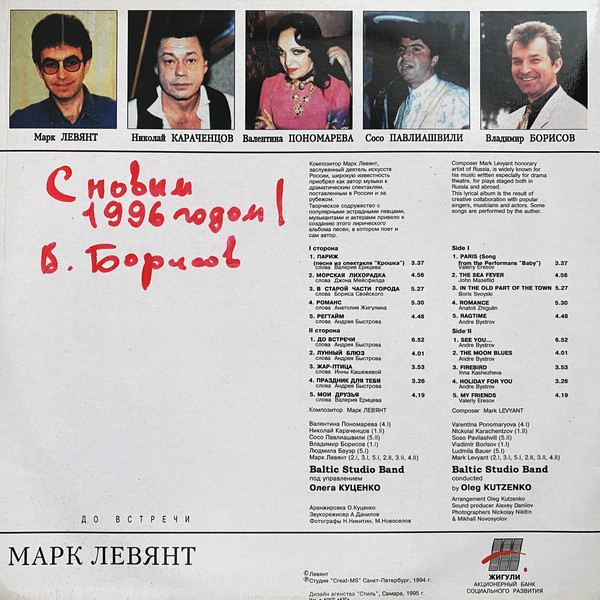 Марк ЛЕВЯНТ
Николай КАРАЧЕНЦОВ
Валентина ПОНОМАРЕВА
Сосо ПАВЛИАШВИЛИ
Владимир БОРИСОВ
С новым
1996 годом!
В. Борисов
Композитор Марк Левянт,
заслуженный деятель искусств
России, широкую известность
приобрел как автор музыки к
драматическим спектаклям,
поставленным в России и за
рубежом.
Творческое содружество с
популярными эстрадными певцами,
музыкантами и актерами привело к
созданию этого лирического
альбома песен, в котором поет и
сам автор.
I сторона
1. ПАРИЖ
(песня из спектакля "Крошка") 3.37
слова Валерия Ерицева
2. МОРСКАЯ ЛИХОРАДКА 4.56
слова Джона Мейсфилда
3. В СТАРОЙ ЧАСТИ ГОРОДА 5.27
слова Бориса Свойского
4. РОМАНС 5.30
слова Анатолия Жигулина
5. РЕГТАЙМ 4.48
слова Андрея Быстрова
II сторона
1. ДО ВСТРЕЧИ 6.52
слова Андрея Быстрова
2. ЛУННЫЙ БЛЮЗ 4.01
слова Андрея Быстрова
3. ЖАР-ПТИЦА 3.53
слова Инны Кашежевой
4. ПРАЗДНИК ДЛЯ ТЕБЯ 3.26
слова Андрея Быстрова
5. МОИ ДРУЗЬЯ 4.19
слова Валерия Ерицева
Композитор Марк ЛЕВЯНТ
Валентина Пономарева (4.I)
Николай Караченцов (1.I)
Сосо Павлиашвили (5.II)
Владимир Борисов (1.II)
Людмила Бауэр (5.I)
Марк Левянт (2.I, 3.I, 5.I, 2.II, 3.II, 4.II)
Baltic Studio Band
под управлением
Олега КУЦЕНКО
Аранжировка О.Куценко
Звукорежисер А.Данилов
Фотографы Н.Никитин, М.Новоселов
Composer Mark Levyant honorary
artist of Russia, is widely known for
his music written especially for drama
theatre, for plays staged both in
Russia and abroad.
This lyrical album is the result of
creative collaboration with popular
singers, musicians and actors. Some
songs are performed by the auther.
Side I
1. PARIS (Song
from the Performans "Baby") 3.37
Valeriy Eresov
2. THE SEA FEVER 4.56
John Masefild
3. IN THE OLD PART OF THE TOWN 5.27
Boris Svoyski
4. ROMANCE 5.30
Anatoli Zhigulin
5. RAGTIME 4.48
Andre Bystrov
Side II
1. SEE YOU... 6.52
Andre Bystrov
2. THE MOON BLUES 4.01
Andre Bystrov
3. FIREBIRD 3.53
Inna Kashezheva
4. HOLIDAY FOR YOU 3.26
Andre Bystrov
5. MY FRIENDS 4.19
Valeriy Eresov
Composer Mark LEVYANT
Valentina Ponomaryova (4.I)
Nickolai Karachentzov (1.I)
Soso Pavilashvill (5.II)
Vladimir Borisov (1.II)
Ludmila Bauer (5.I)
Mark Levyant (2.I, 3.I, 5.I, 2.II, 3.II, 4.II)
Baltic Studio Band
conducted
by Oleg KUTZENKO
Arrangement Oleg Kutzenko
Sound producer Alexey Danilov
Photographers Nickolay Nikitin
& Mikhail Novosyolov
ДО ВСТРЕЧИ
МАРК ЛЕВЯНТ
© Левянт
℗ Студия "Creat-MS" Санкт-Петербург, 1994 г.
Дизайн агенства "Стиль", Самара, 1995 г.
ЖИГУЛИ
АКЦИОНЕРНЫЙ БАНК
СОЦИАЛЬНОГО РАЗВИТИЯ